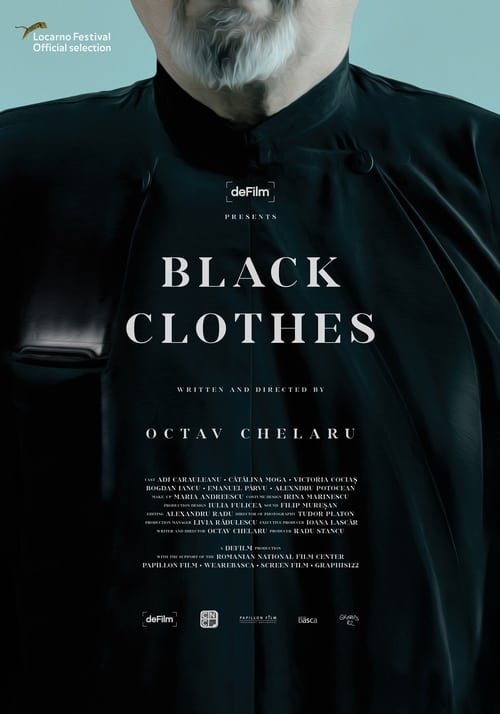 Locarno Festival
Official selection
deFilm
PRESENTS
BLACK
CLOTHES
WRITTEN AND DIRECTED BY
OCTAV CHELARU
CAST ADI CARAULEANU • CĂTĂLINA MOGA • VICTORIA COCIAȘ
BOGDAN IANCU • EMANUEL PÂRVU • ALEXNDRU POTOCEAN
MAKE-UP MARIA ANDREESCU COSTUME DESIGN IRINA MARINESCU
PRODUCTION DESIGN IULIA FULICEA SOUND FILIP MUREȘAN
EDITING ALEXANDRU RADU DIRECTOR OF PHOTOGRAPHY TUDOR PLATON
PRODUCTION MANAGER LIVIA RĂDULESCU EXECUTIVE PRODUCER IOANA LASCĂR
WRITER AND DIRECTOR OCTAV CHELARU PRODUCER RADU STANCU
A DEFILM PRODUCTION
WITH THE SUPPORT OF THE ROMANIAN NATIONAL FILM CENTER
PAPILLON FILM • WEAREBASCA • SCREEN FILM • GRAPHIS122
deFilm
PAPILLON FILM
băsca